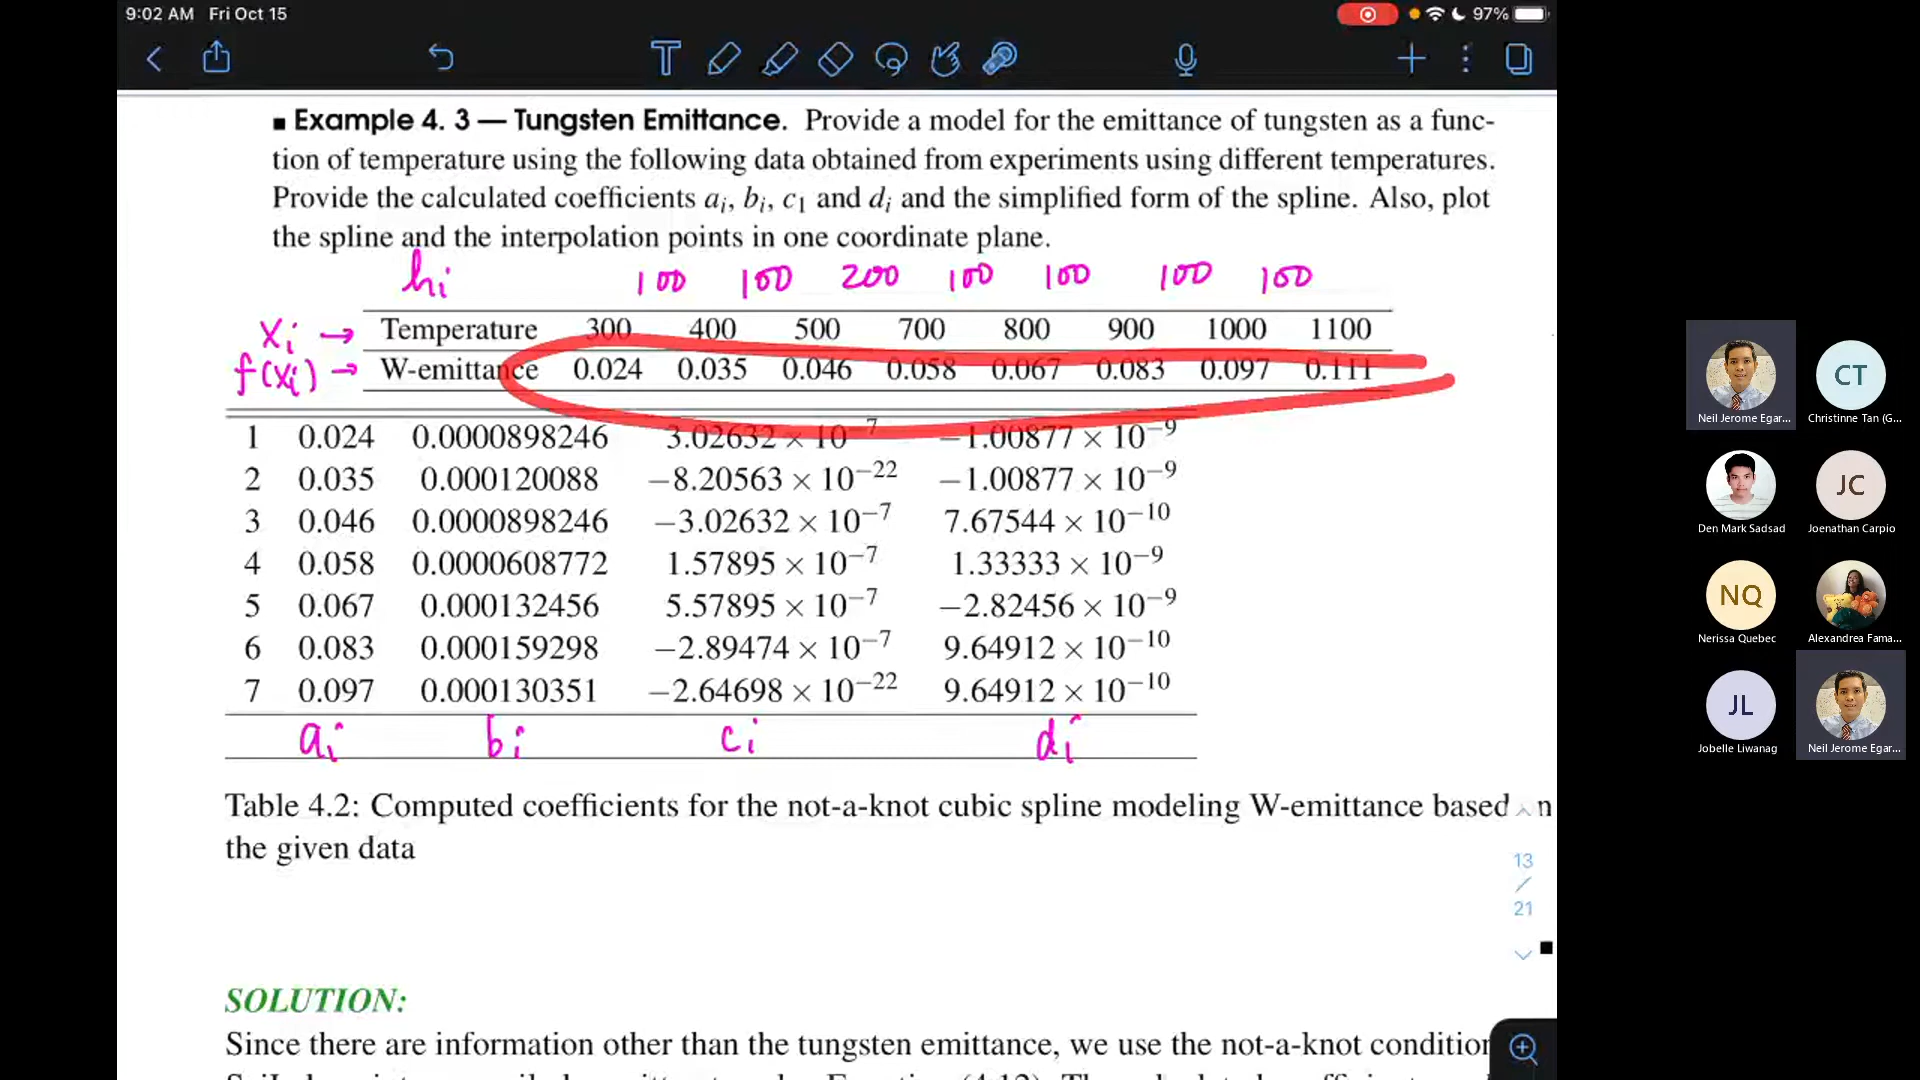 9:02 AM Fri Oct 15
97%
■ Example 4. 3 — Tungsten Emittance. Provide a model for the emittance of tungsten as a func-
tion of temperature using the following data obtained from experiments using different temperatures.
Provide the calculated coefficients aᵢ, bᵢ, c₁ and dᵢ and the simplified form of the spline. Also, plot
the spline and the interpolation points in one coordinate plane.
hᵢ 100 100 200 100 100 100 100
xᵢ → Temperature 300 400 500 700 800 900 1000 1100
f(xᵢ) → W-emittance 0.024 0.035 0.046 0.058 0.067 0.083 0.097 0.111
1 0.024 0.0000898246 3.02632 × 10⁻⁷ −1.00877 × 10⁻⁹
2 0.035 0.000120088 −8.20563 × 10⁻²² −1.00877 × 10⁻⁹
3 0.046 0.0000898246 −3.02632 × 10⁻⁷ 7.67544 × 10⁻¹⁰
4 0.058 0.0000608772 1.57895 × 10⁻⁷ 1.33333 × 10⁻⁹
5 0.067 0.000132456 5.57895 × 10⁻⁷ −2.82456 × 10⁻⁹
6 0.083 0.000159298 −2.89474 × 10⁻⁷ 9.64912 × 10⁻¹⁰
7 0.097 0.000130351 −2.64698 × 10⁻²² 9.64912 × 10⁻¹⁰
aᵢ bᵢ cᵢ dᵢ
Table 4.2: Computed coefficients for the not-a-knot cubic spline modeling W-emittance based
the given data
13
/
21
SOLUTION:
Since there are information other than the tungsten emittance, we use the not-a-knot condition
Neil Jerome Egar...
CT
Christinne Tan (G...
Den Mark Sadsad
JC
Joenathan Carpio
NQ
Nerissa Quebec
Alexandrea Fama...
JL
Jobelle Liwanag
Neil Jerome Egar...